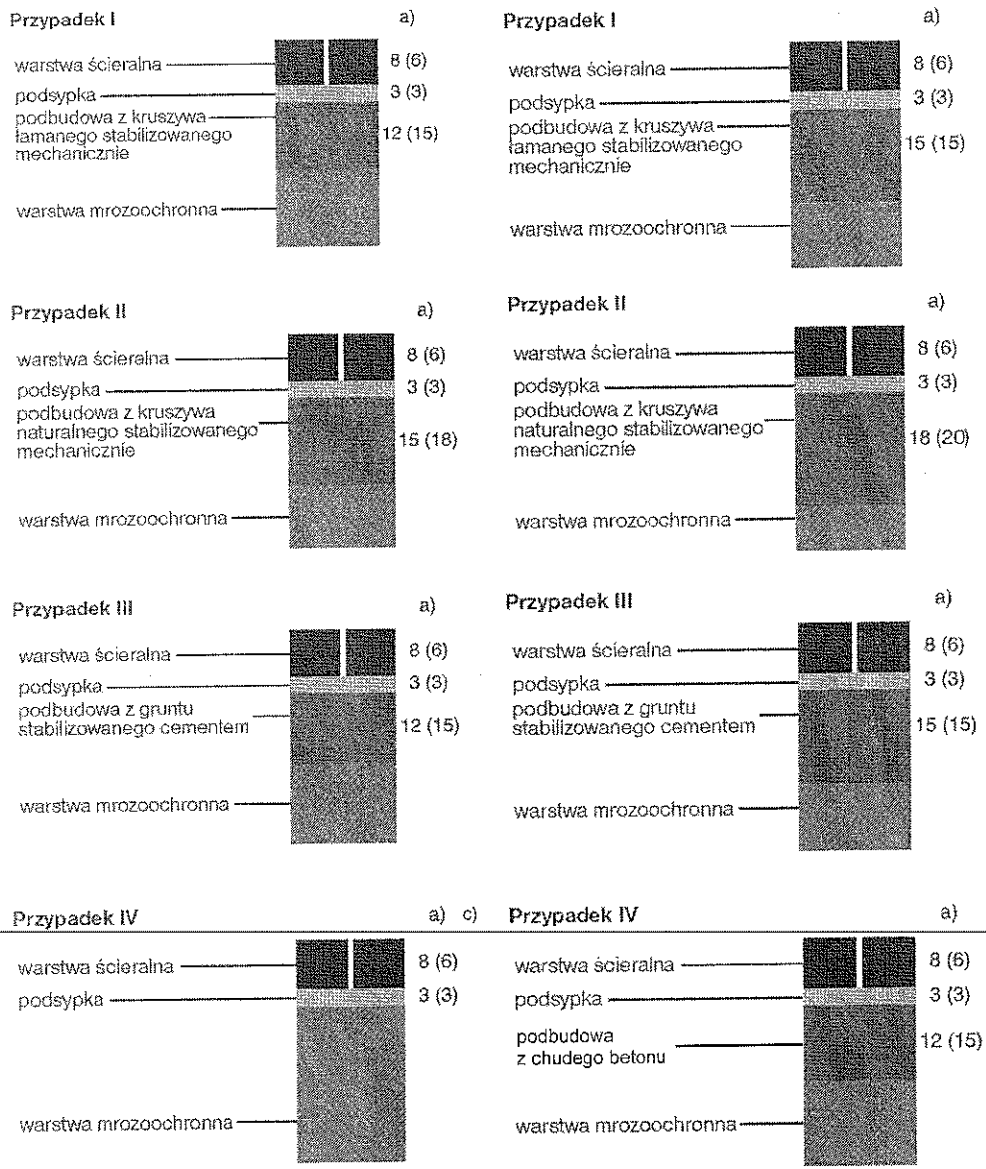 Przypadek I a)
warstwa ścieralna 8 (6)
podsypka 3 (3)
podbudowa z kruszywa
łamanego stabilizowanego 12 (15)
mechanicznie
warstwa mrozoochronna
Przypadek I a)
warstwa ścieralna 8 (6)
podsypka 3 (3)
podbudowa z kruszywa
łamanego stabilizowanego 15 (15)
mechanicznie
warstwa mrozoochronna
Przypadek II a)
warstwa ścieralna 8 (6)
podsypka 3 (3)
podbudowa z kruszywa
naturalnego stabilizowanego 15 (18)
mechanicznie
warstwa mrozoochronna
Przypadek II a)
warstwa ścieralna 8 (6)
podsypka 3 (3)
podbudowa z kruszywa
naturalnego stabilizowanego 18 (20)
mechanicznie
warstwa mrozoochronna
Przypadek III a)
warstwa ścieralna 8 (6)
podsypka 3 (3)
podbudowa z gruntu
stabilizowanego cementem 12 (15)
warstwa mrozoochronna
Przypadek III a)
warstwa ścieralna 8 (6)
podsypka 3 (3)
podbudowa z gruntu
stabilizowanego cementem 15 (15)
warstwa mrozoochronna
Przypadek IV a) c)
warstwa ścieralna 8 (6)
podsypka 3 (3)
warstwa mrozoochronna
Przypadek IV a)
warstwa ścieralna 8 (6)
podsypka 3 (3)
podbudowa
z chudego betonu 12 (15)
warstwa mrozoochronna